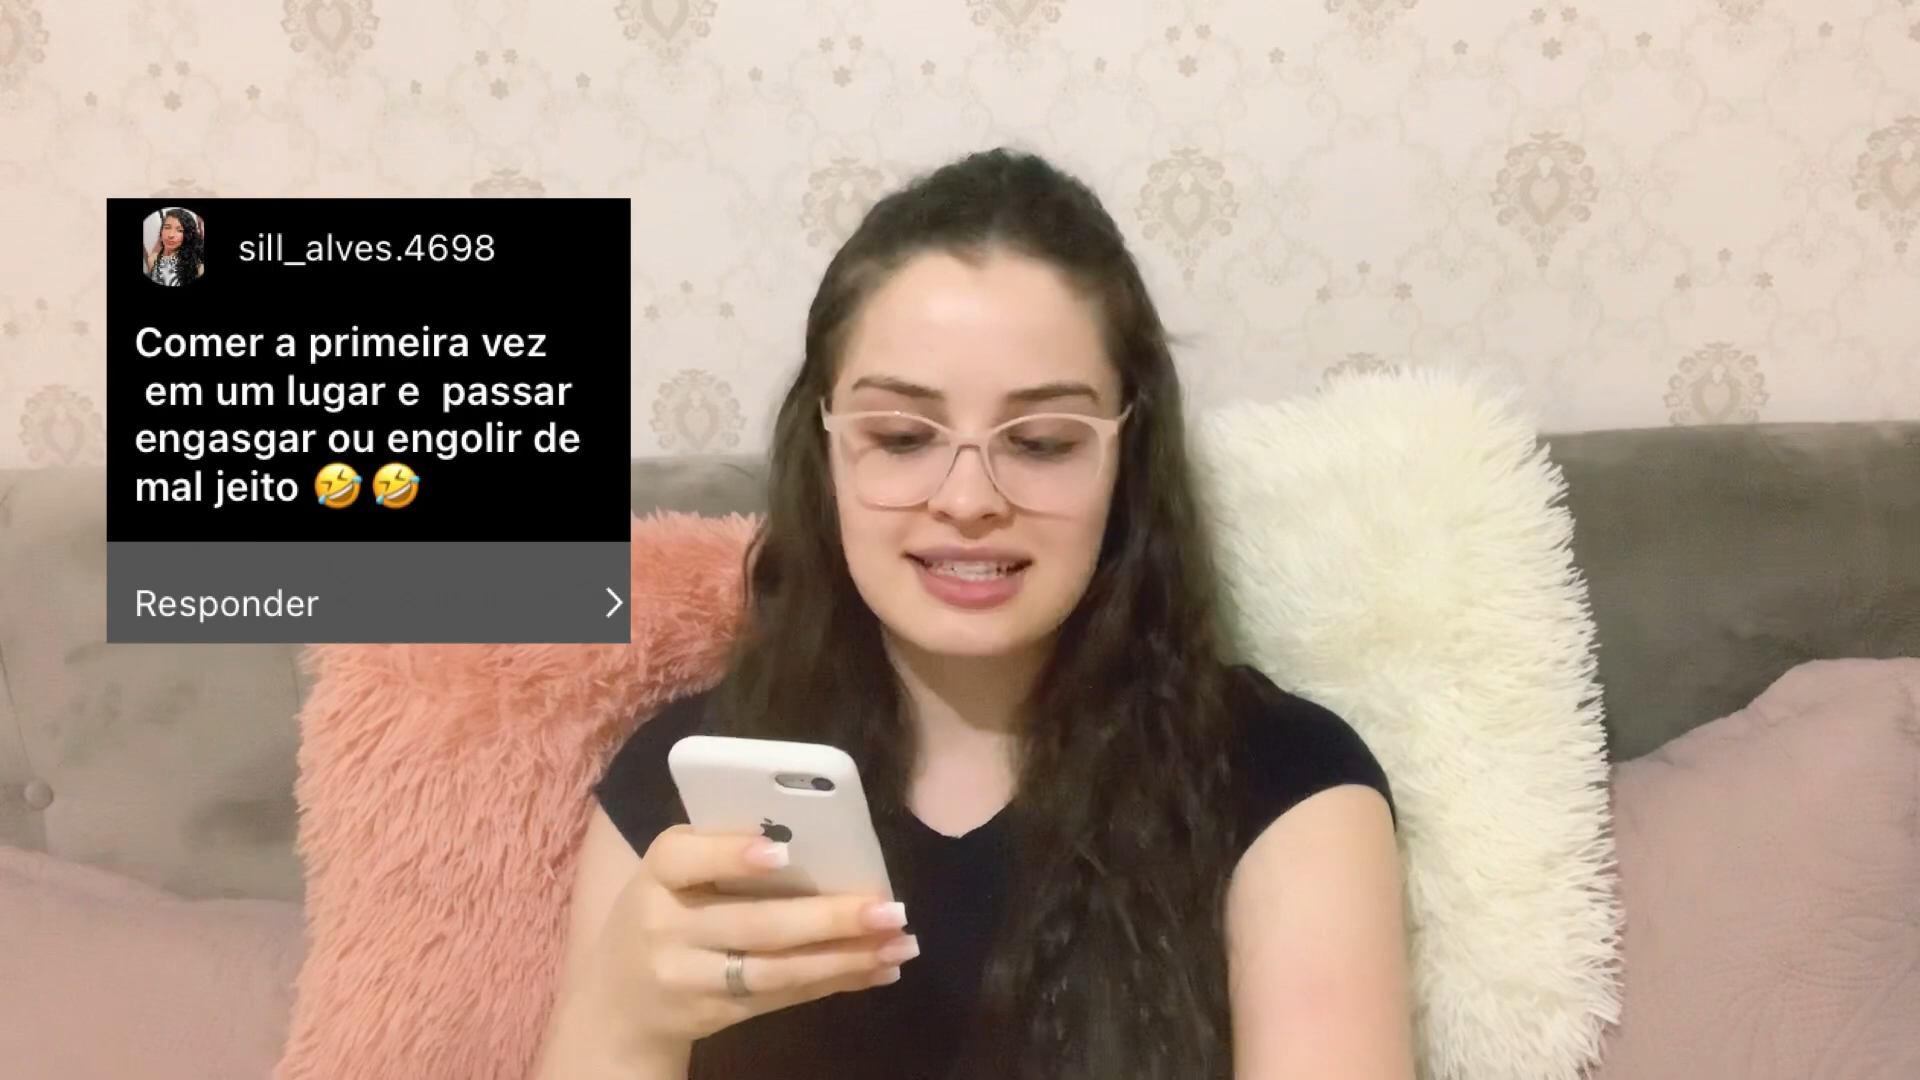 sill_alves.4698
Comer a primeira vez
em um lugar e passar
engasgar ou engolir de
mal jeito 🤣🤣
Responder